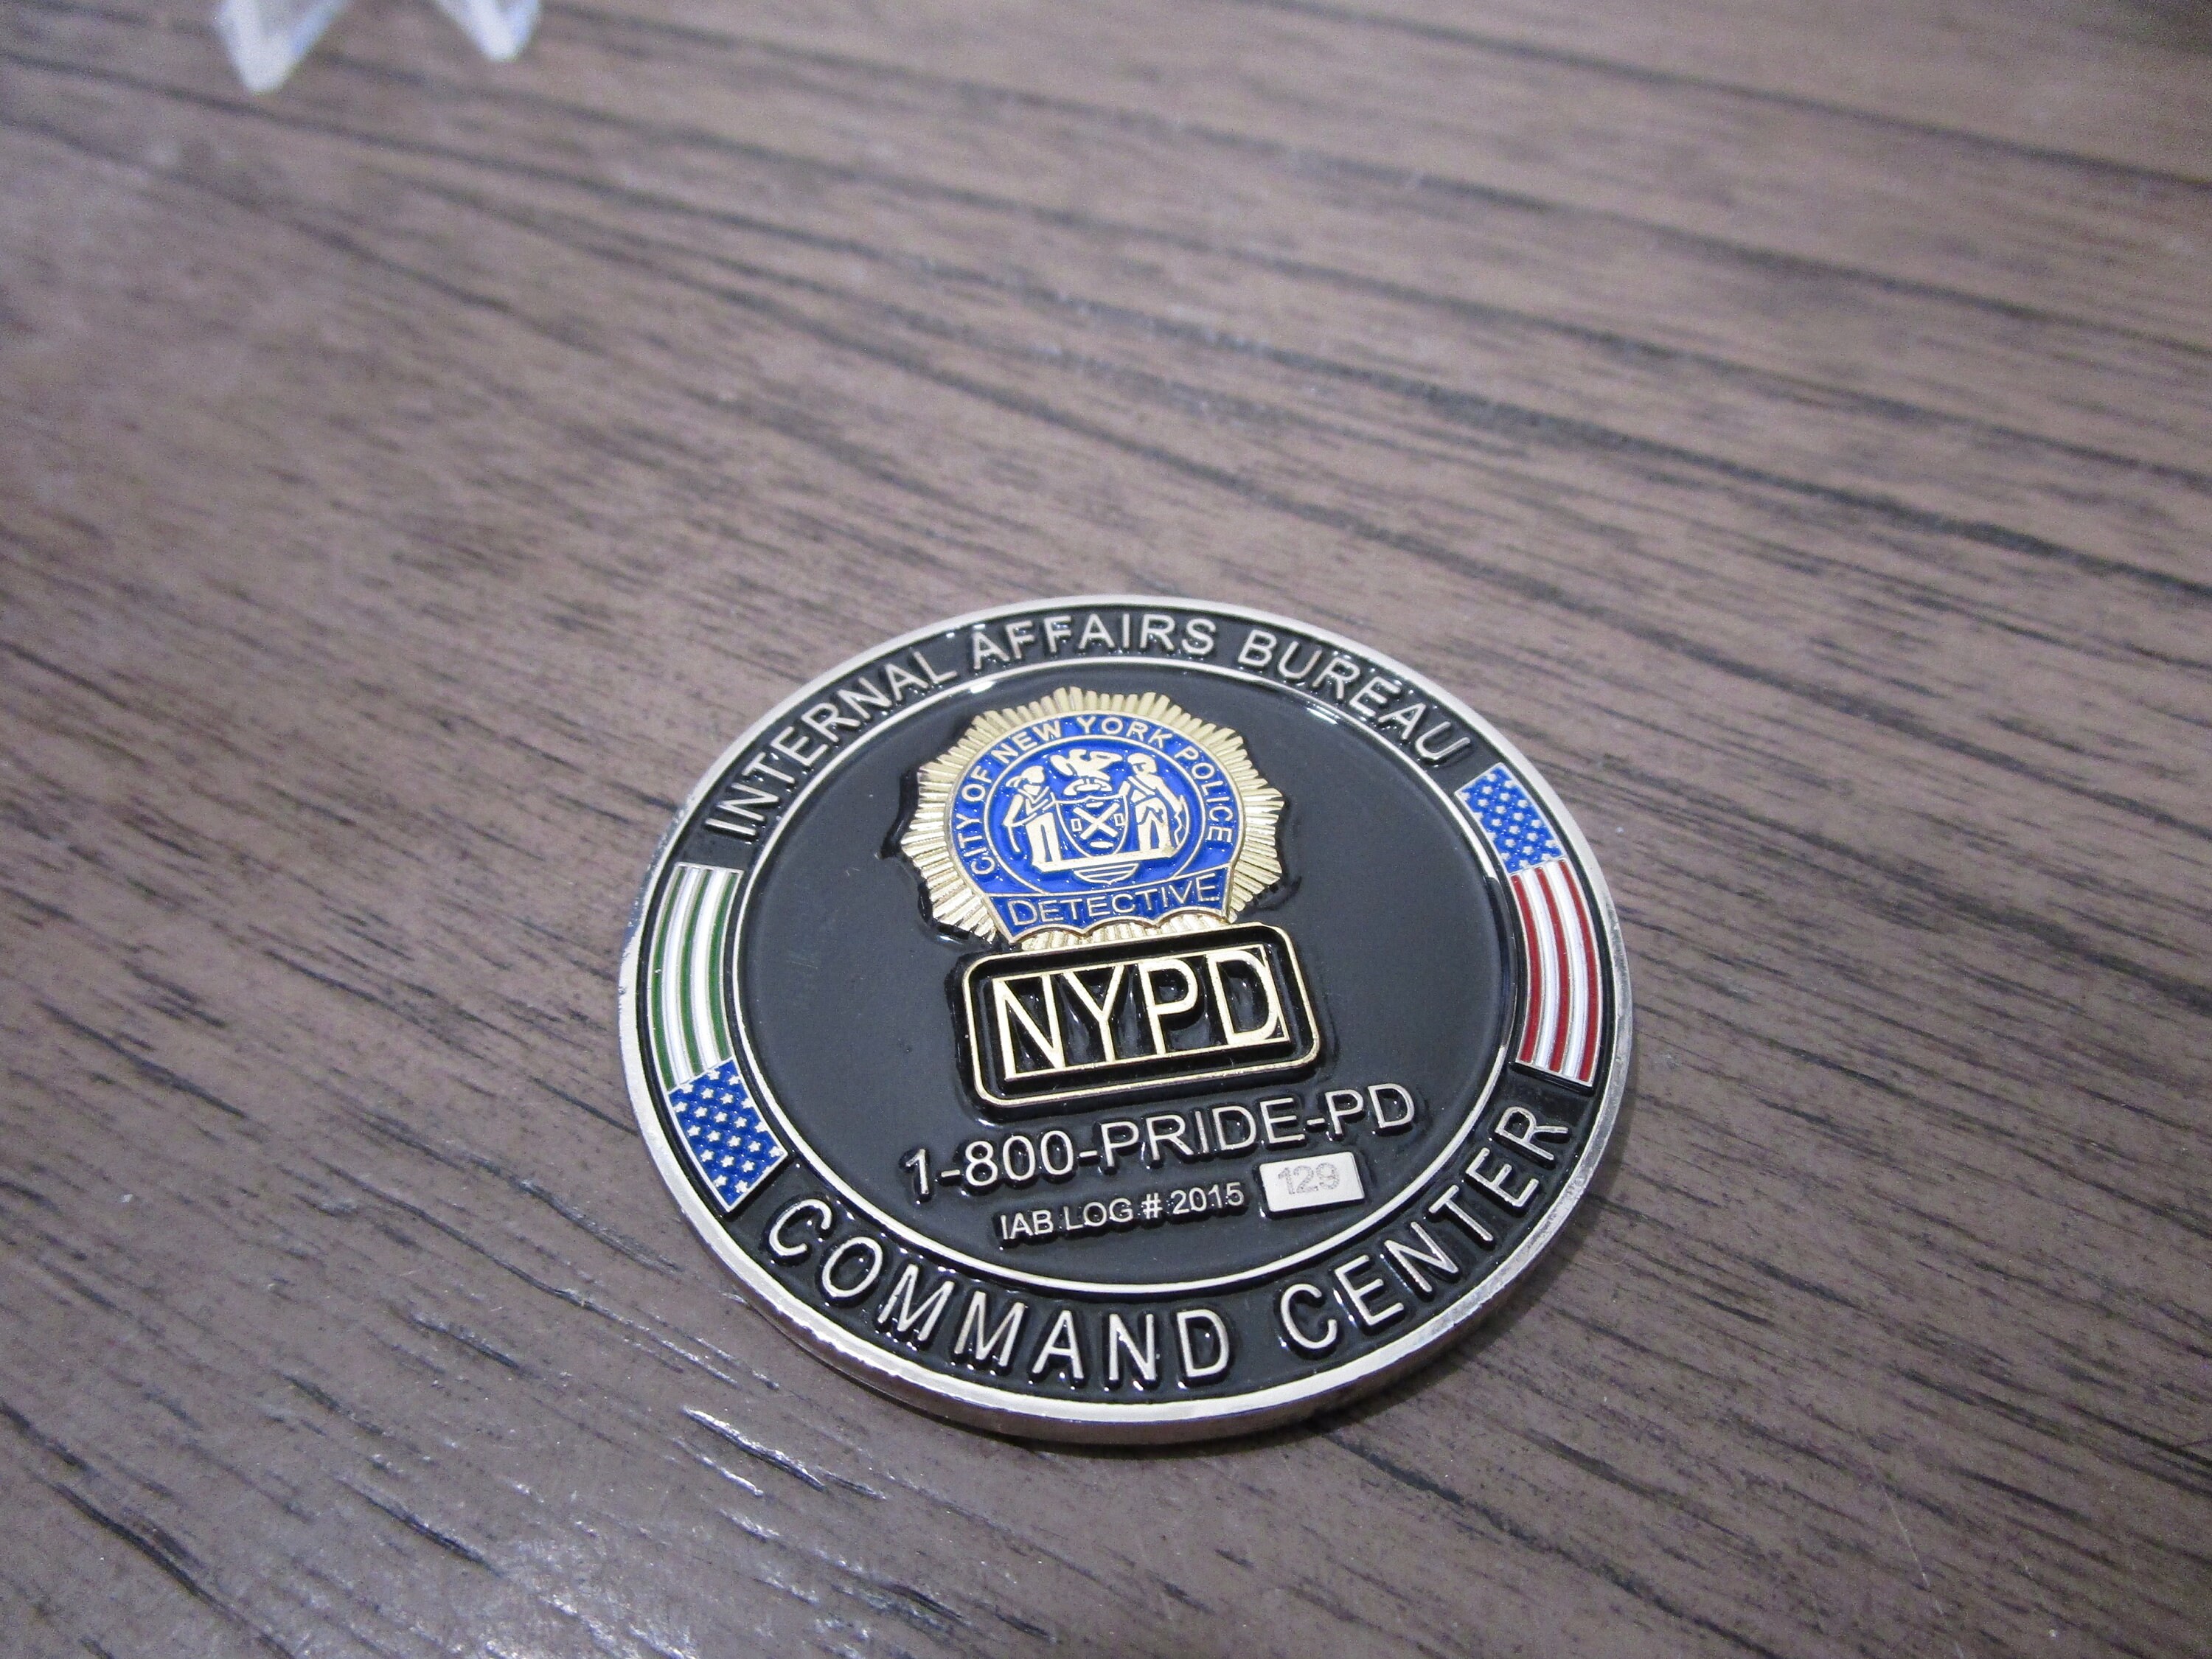 INTERNAL AFFAIRS BUREAU
CITY OF NEW YORK POLICE
DETECTIVE
NYPD
1-800-PRIDE-PD
IAB LOG # 2015 129
COMMAND CENTER